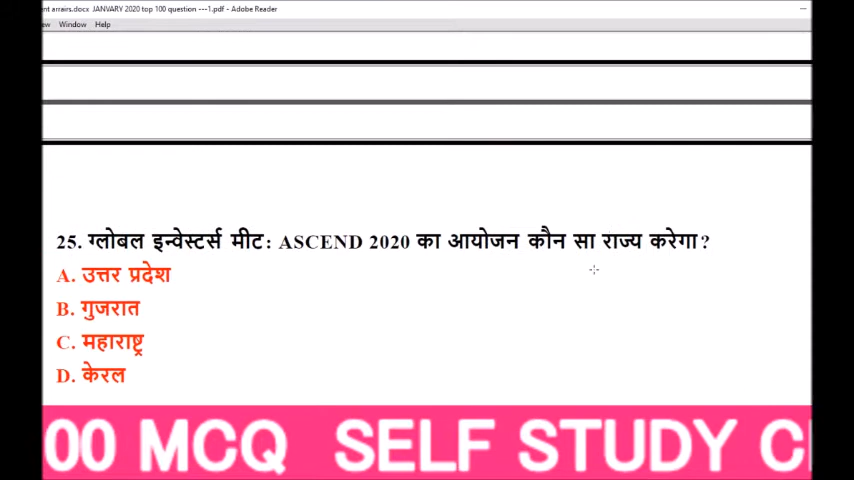 nt arrairs.docx JANVARY 2020 top 100 question ---1.pdf - Adobe Reader
ew Window Help
25. ग्लोबल इन्वेस्टर्स मीट: ASCEND 2020 का आयोजन कौन सा राज्य करेगा?
A. उत्तर प्रदेश
B. गुजरात
C. महाराष्ट्र
D. केरल
00 MCQ SELF STUDY C